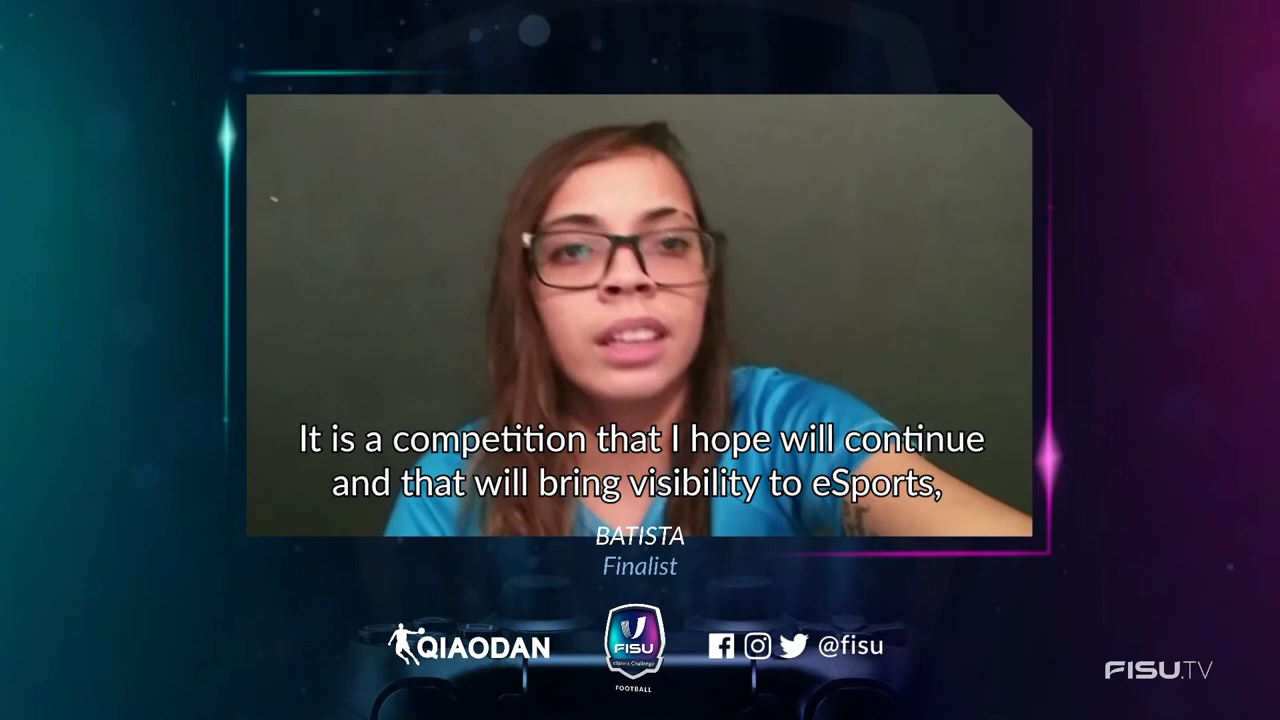 It is a competition that I hope will continue
and that will bring visibility to eSports,
BATISTA
Finalist
QIAODAN
FISU
eSports Challenge
FOOTBALL
@fisu
FISU.TV